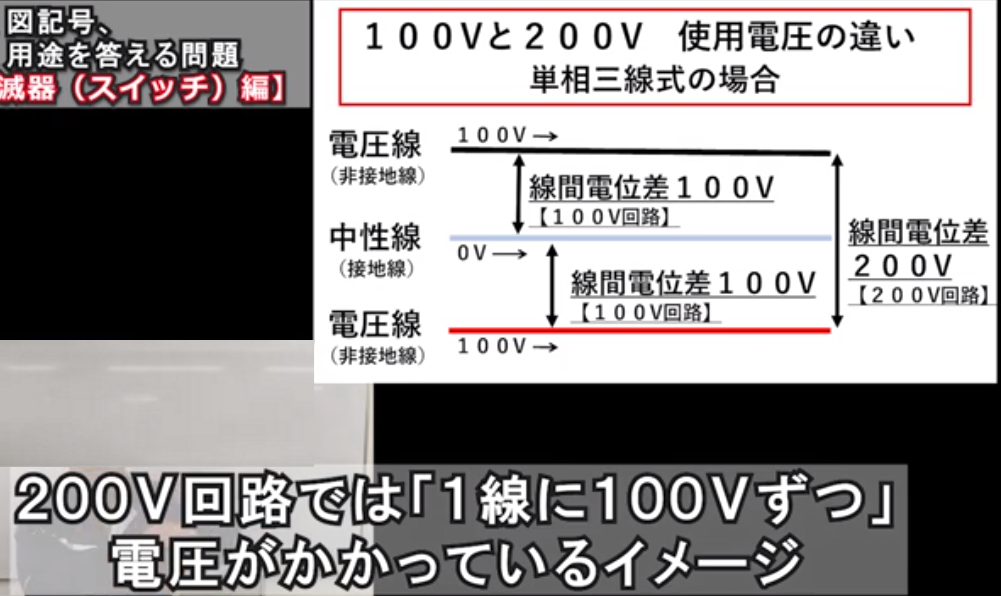 図記号、
用途を答える問題
滅器（スイッチ）編】
１００Vと２００V　使用電圧の違い
単相三線式の場合
電圧線
（非接地線）
１００V→
線間電位差１００V
【１００V回路】
中性線
（接地線）
０V→
線間電位差１００V
【１００V回路】
線間電位差
２００V
【２００V回路】
電圧線
（非接地線）
１００V→
200V回路では「1線に100Vずつ」
電圧がかかっているイメージ